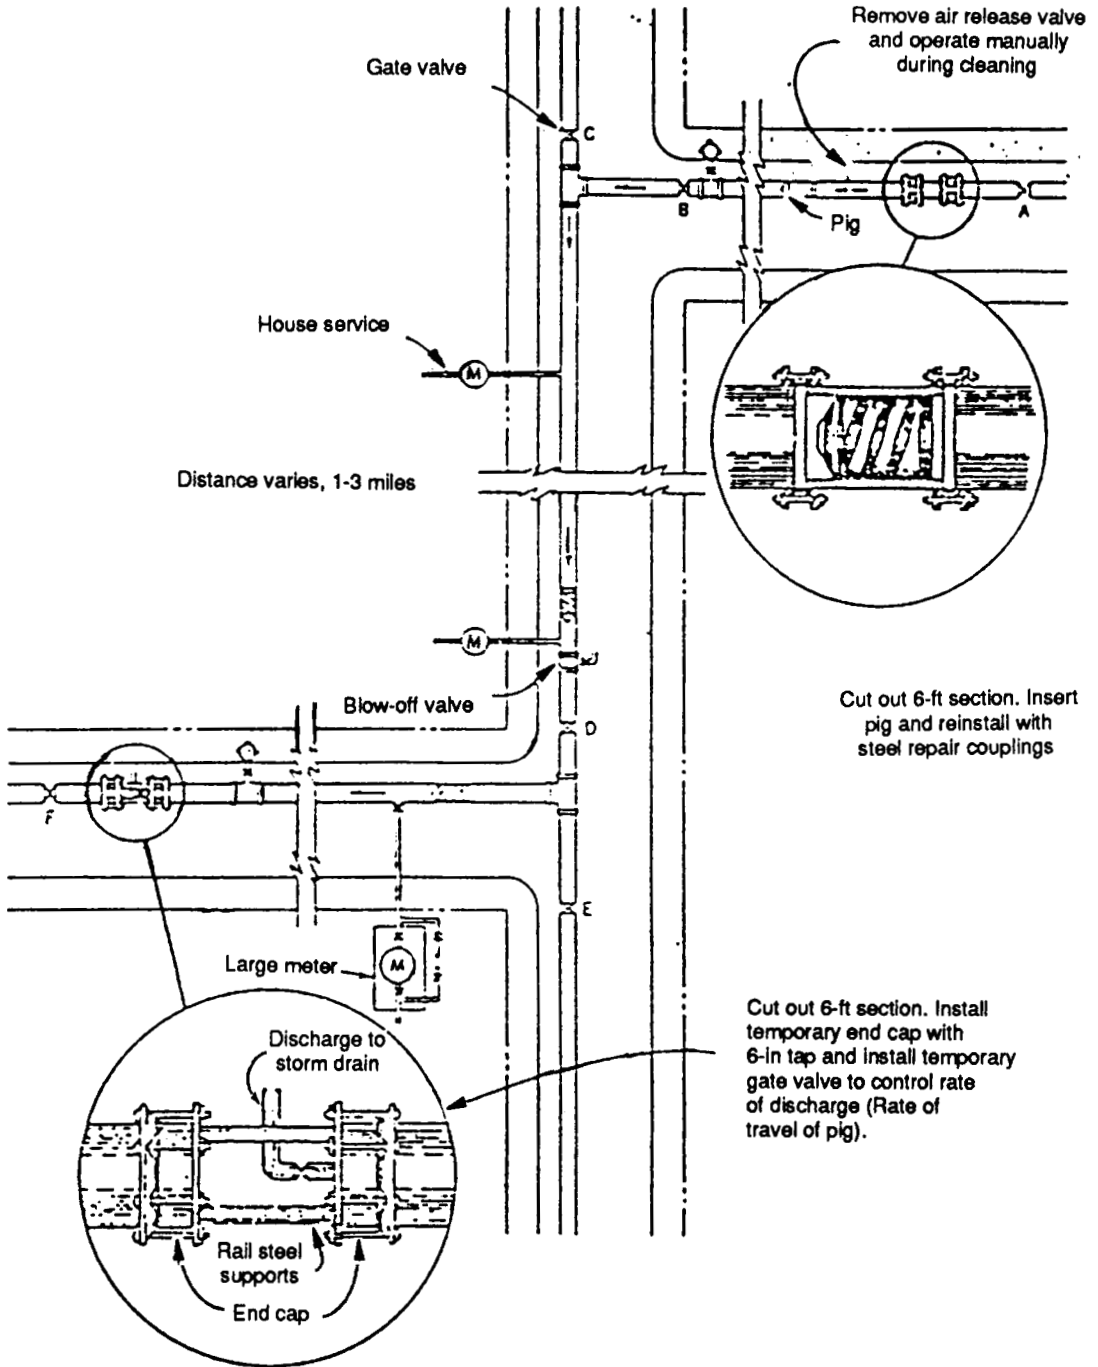 Remove air release valve
and operate manually
during cleaning
Gate valve
C
B
A
Pig
House service
M
Distance varies, 1-3 miles
M
Blow-off valve
Cut out 6-ft section. Insert
pig and reinstall with
steel repair couplings
D
F
E
Large meter
M
Cut out 6-ft section. Install
temporary end cap with
6-in tap and install temporary
gate valve to control rate
of discharge (Rate of
travel of pig).
Discharge to
storm drain
Rail steel
supports
End cap